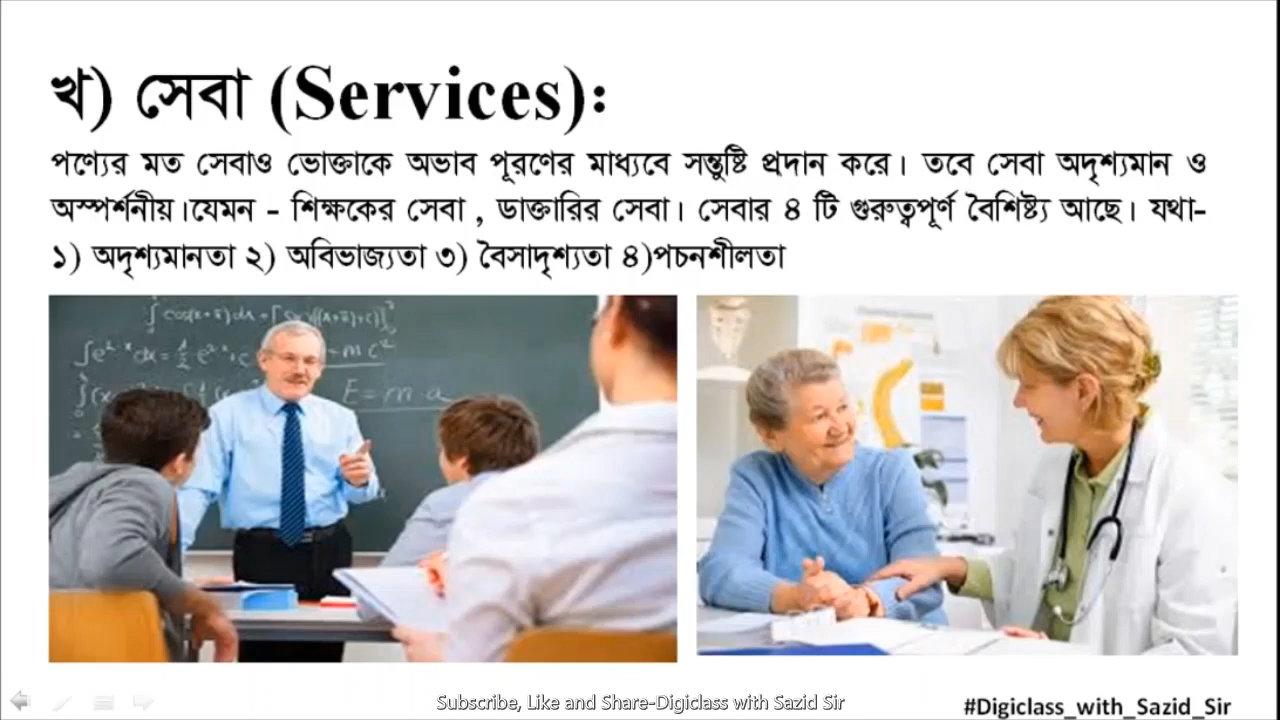 খ) সেবা (Services):
পণ্যের মত সেবাও ভোক্তাকে অভাব পূরণের মাধ্যবে সন্তুষ্টি প্রদান করে। তবে সেবা অদৃশ্যমান ও
অস্পর্শনীয়।যেমন - শিক্ষকের সেবা , ডাক্তারির সেবা। সেবার ৪ টি গুরুত্বপূর্ণ বৈশিষ্ট্য আছে। যথা-
১) অদৃশ্যমানতা ২) অবিভাজ্যতা ৩) বৈসাদৃশ্যতা ৪)পচনশীলতা
E=m·a
Subscribe, Like and Share-Digiclass with Sazid Sir
#Digiclass_with_Sazid_Sir